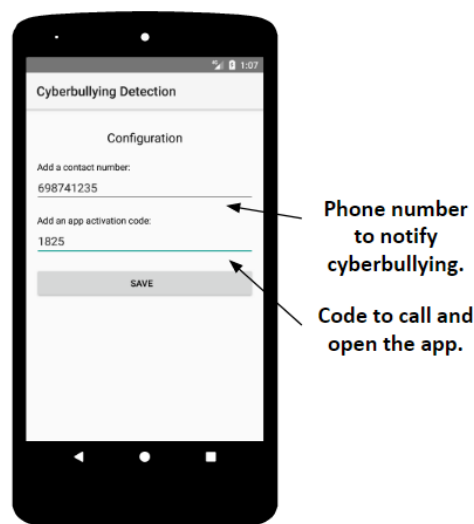 1:07
Cyberbullying Detection
Configuration
Add a contact number:
698741235
Add an app activation code:
1825
SAVE
Phone number
to notify
cyberbullying.
Code to call and
open the app.